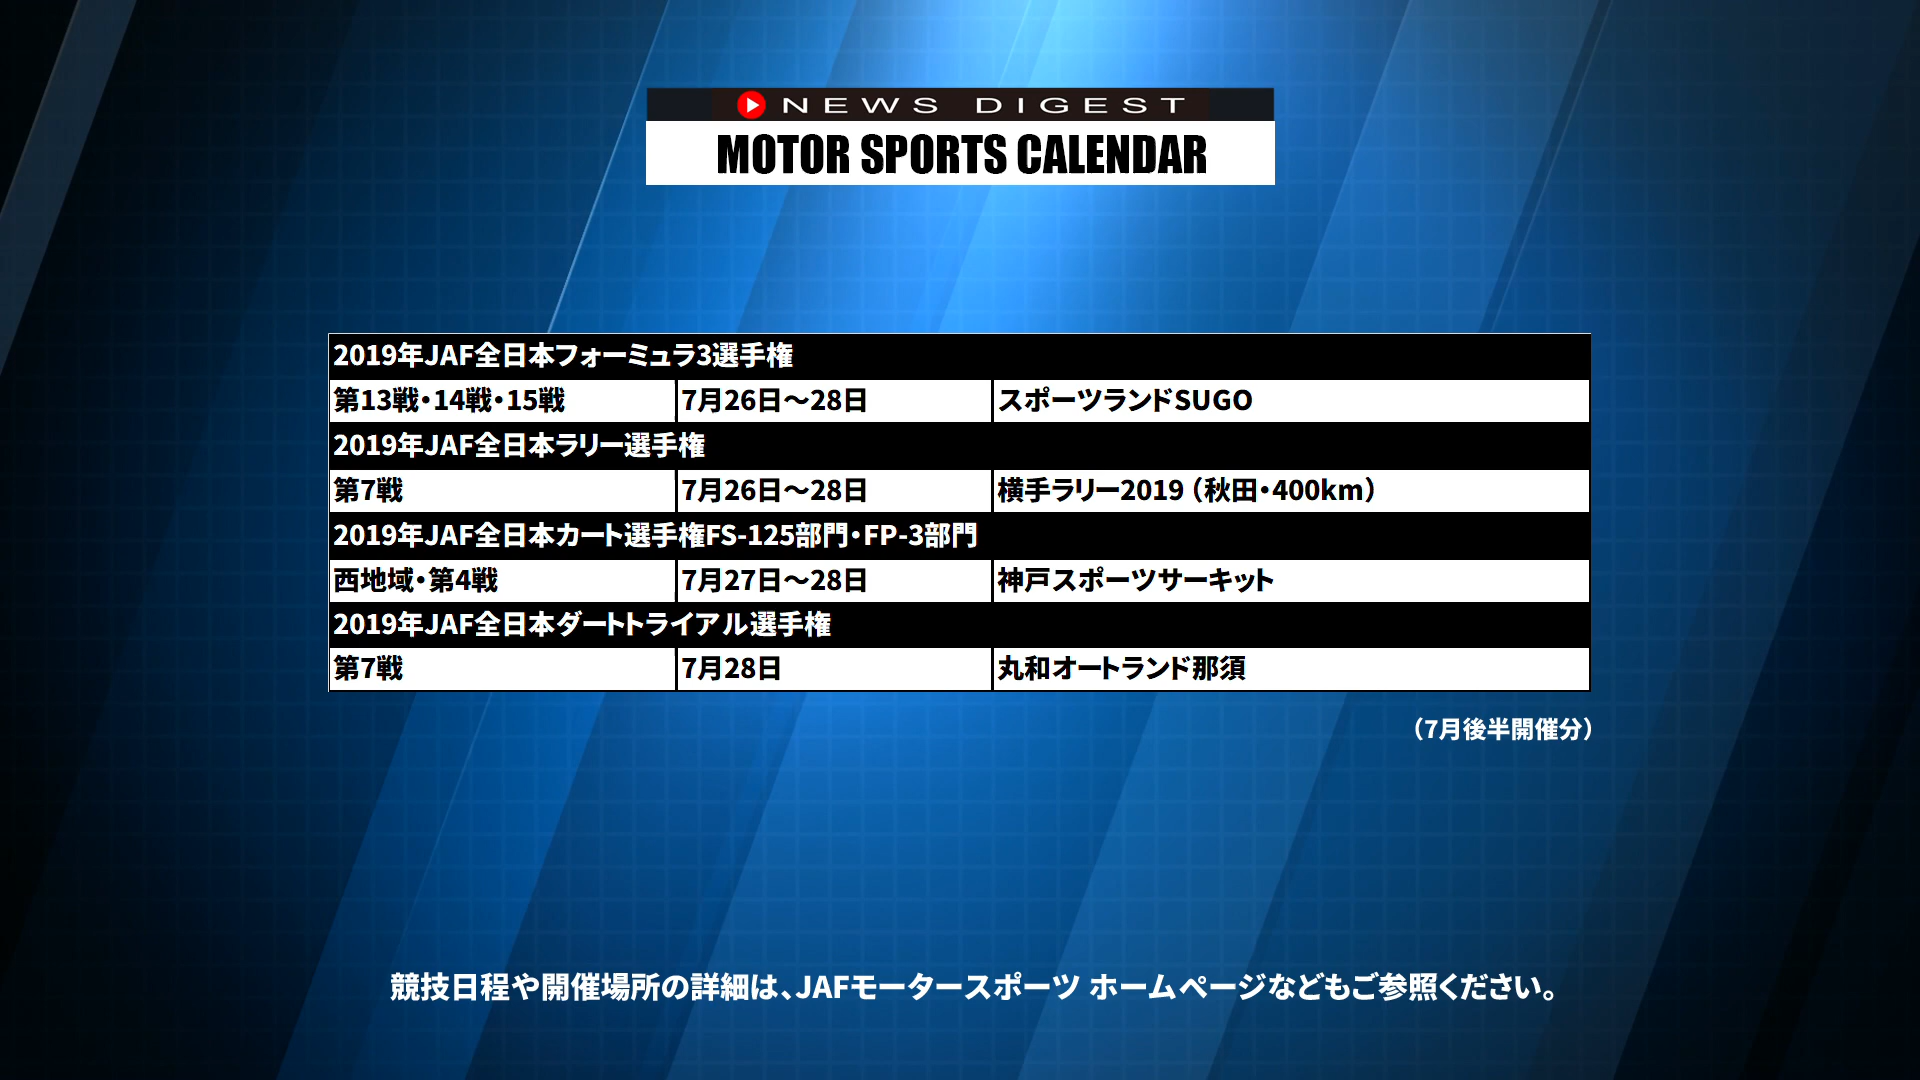 NEWS DIGEST
MOTOR SPORTS CALENDAR
2019年JAF全日本フォーミュラ3選手権
第13戦・14戦・15戦 7月26日〜28日 スポーツランドSUGO
2019年JAF全日本ラリー選手権
第7戦 7月26日〜28日 横手ラリー2019（秋田・400km）
2019年JAF全日本カート選手権FS-125部門・FP-3部門
西地域・第4戦 7月27日〜28日 神戸スポーツサーキット
2019年JAF全日本ダートトライアル選手権
第7戦 7月28日 丸和オートランド那須
（7月後半開催分）
競技日程や開催場所の詳細は、JAFモータースポーツ ホームページなどもご参照ください。